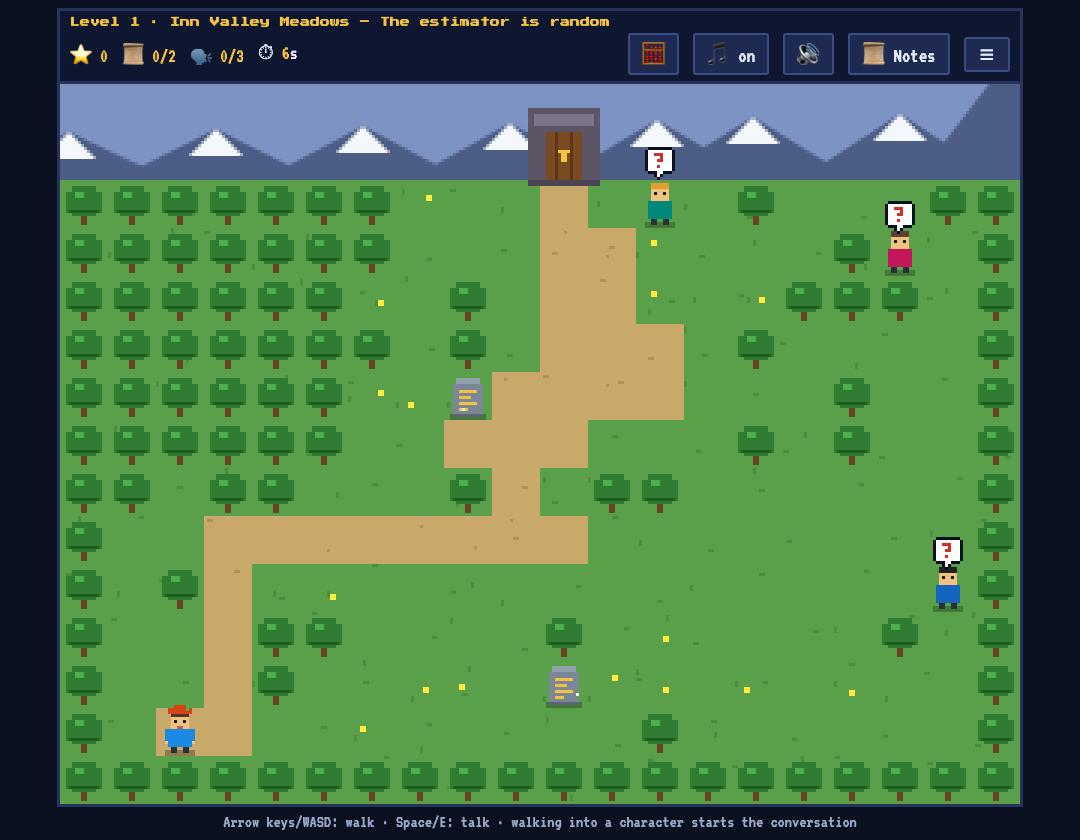 Level 1 · Inn Valley Meadows — The estimator is random
0 0/2 0/3 6s
on
Notes
?
?
?
Arrow keys/WASD: walk · Space/E: talk · walking into a character starts the conversation